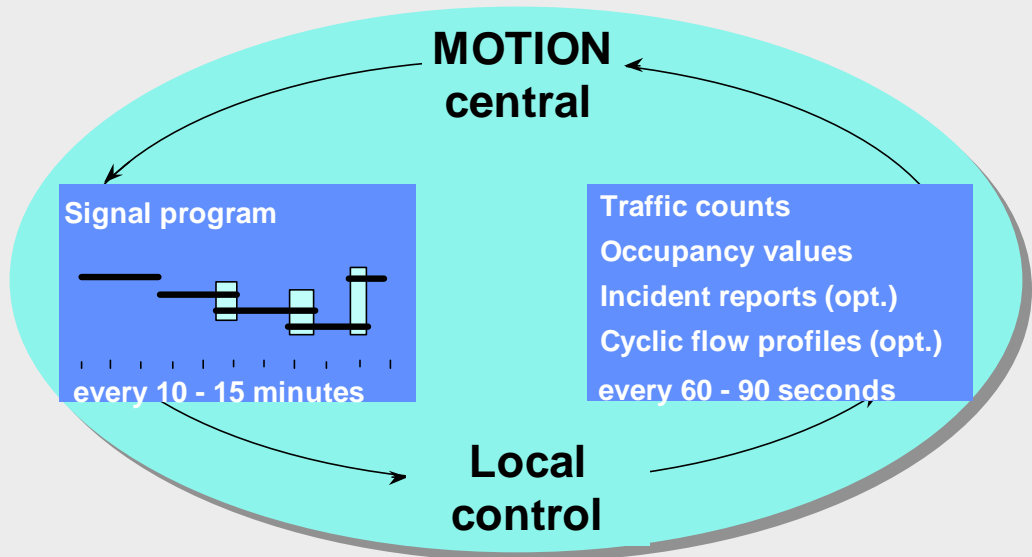 MOTION
central
Signal program
every 10 - 15 minutes
Traffic counts
Occupancy values
Incident reports (opt.)
Cyclic flow profiles (opt.)
every 60 - 90 seconds
Local
control